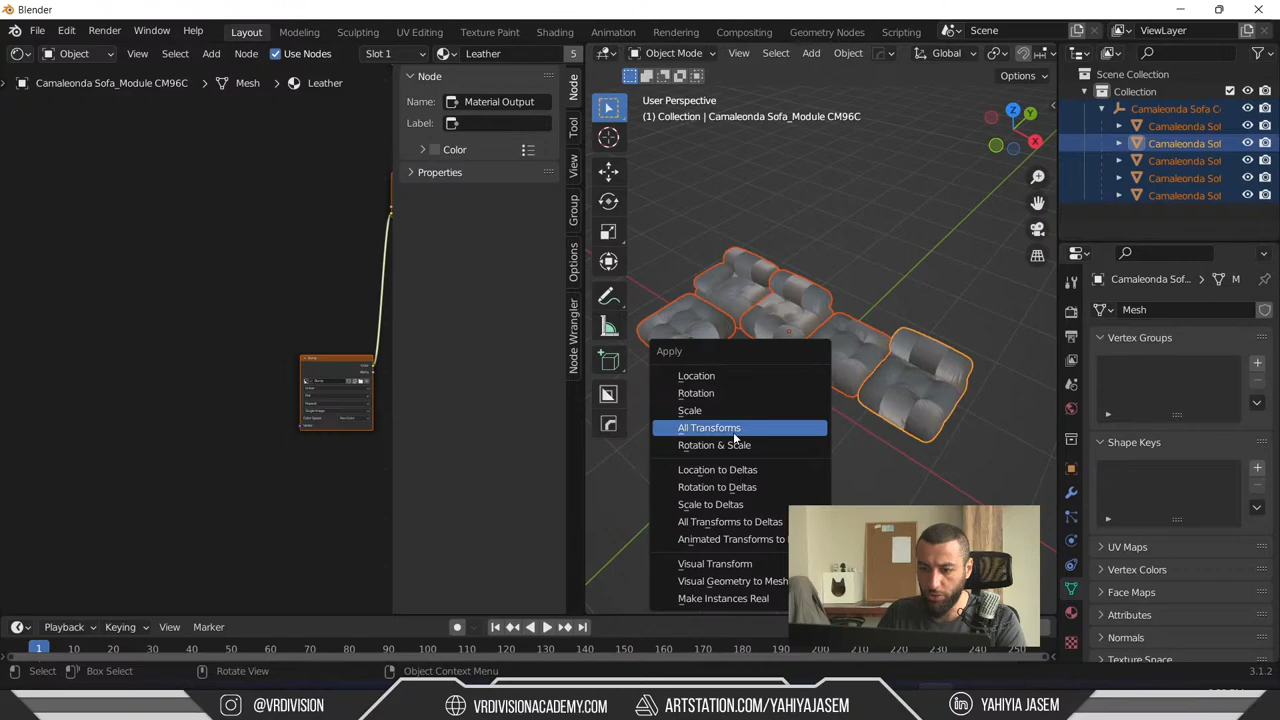 Blender
File Edit Render Window Help Layout Modeling Sculpting UV Editing Texture Paint Shading Animation Rendering Compositing Geometry Nodes Scripting Scene ViewLayer
Object View Select Add Node Use Nodes Slot 1 Leather 5 Object Mode View Select Add Object Global
Camaleonda Sofa_Module CM96C > Mesh > Leather
Node
Name: Material Output
Label:
Color
Properties
Node
Tool
View
Group
Options
Node Wrangler
Options
User Perspective
(1) Collection | Camaleonda Sofa_Module CM96C
Z
Y
X
Apply
Location
Rotation
Scale
All Transforms
Rotation & Scale
Location to Deltas
Rotation to Deltas
Scale to Deltas
All Transforms to Deltas
Animated Transforms to
Visual Transform
Visual Geometry to Mesh
Make Instances Real
Scene Collection
Collection
Camaleonda Sofa C
Camaleonda Sof
Camaleonda Sof
Camaleonda Sof
Camaleonda Sof
Camaleonda Sof
Camaleonda Sof... > M
Mesh
Vertex Groups
Shape Keys
UV Maps
Vertex Colors
Face Maps
Attributes
Normals
Texture Space
Playback Keying View Marker
1 10 20 30 40 50 60 70 80 90 100 110 120 130 140 150 160 170 180 190 200 210 220 230 240 250
Select Box Select Rotate View Object Context Menu 3.1.2
@VRDIVISION VRDIVISIONACADEMY.COM ARTSTATION.COM/YAHIYAJASEM YAHIYIA JASEM